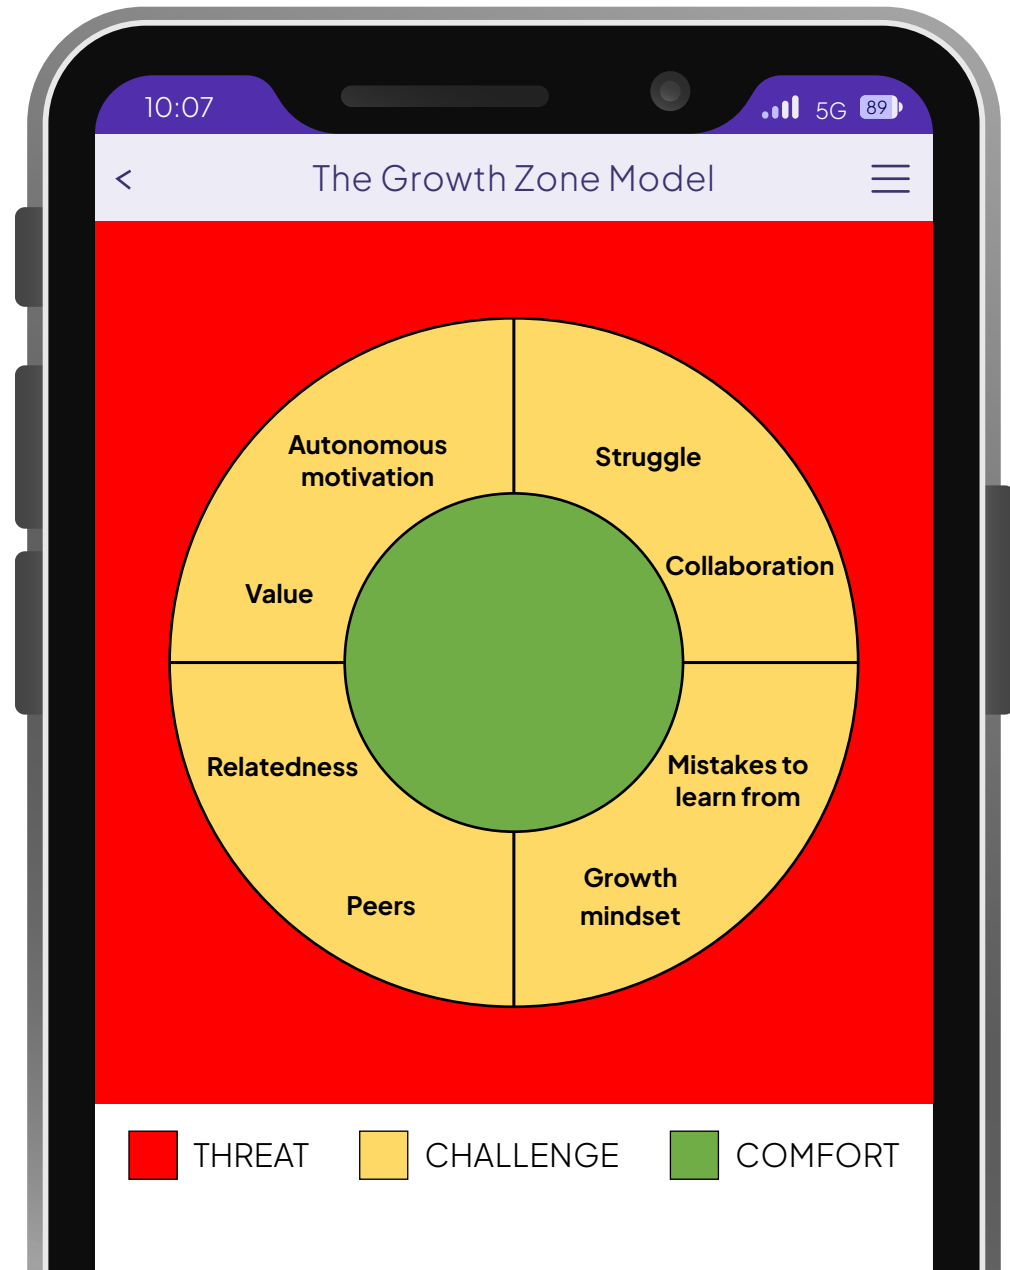 10:07
5G
89
<
The Growth Zone Model
Autonomous
motivation
Struggle
Collaboration
Value
Relatedness
Mistakes to
learn from
Growth
mindset
Peers
THREAT
CHALLENGE
COMFORT